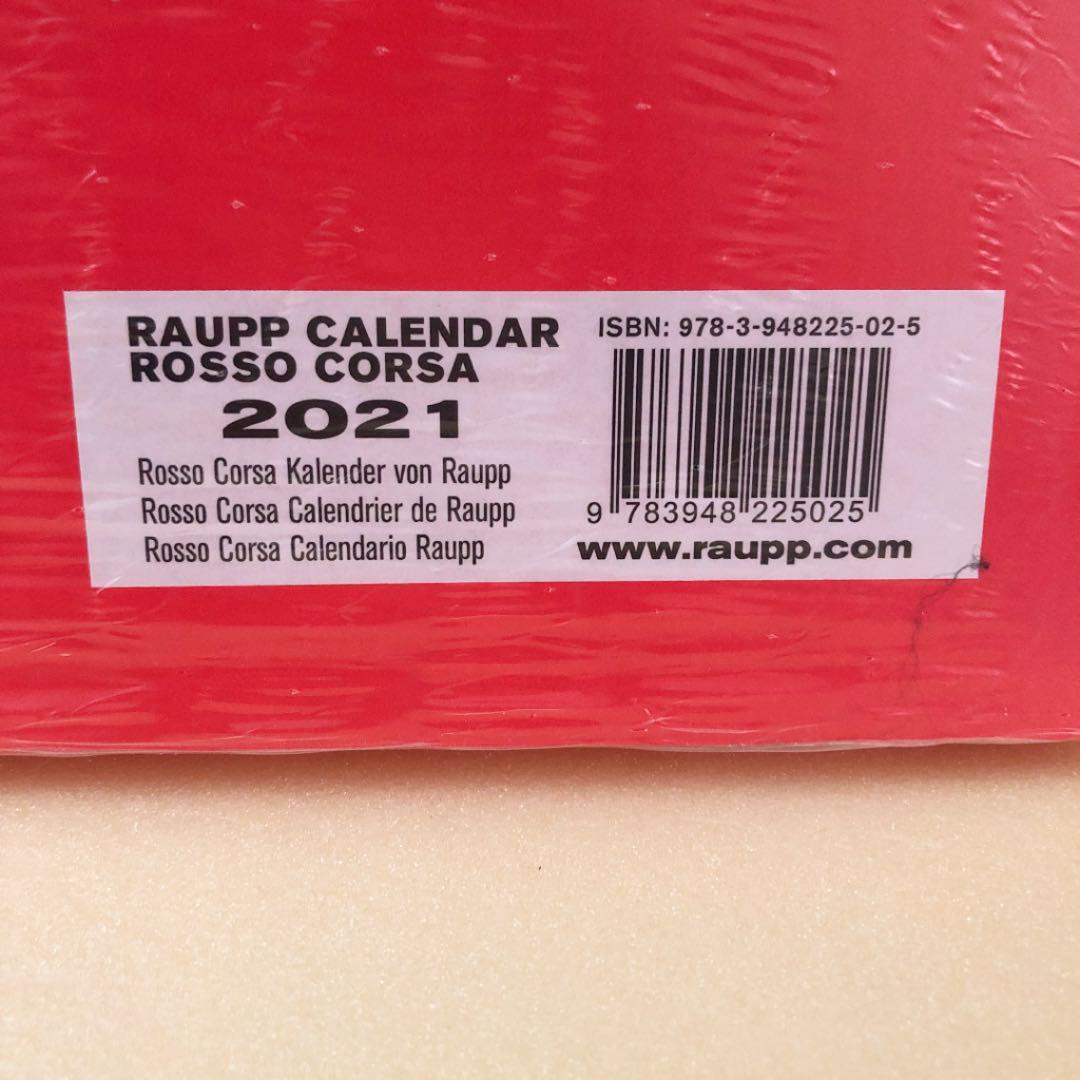 RAUPP CALENDAR
ROSSO CORSA
2021
Rosso Corsa Kalender von Raupp
Rosso Corsa Calendrier de Raupp
Rosso Corsa Calendario Raupp
ISBN: 978-3-948225-02-5
9 783948 225025
www.raupp.com